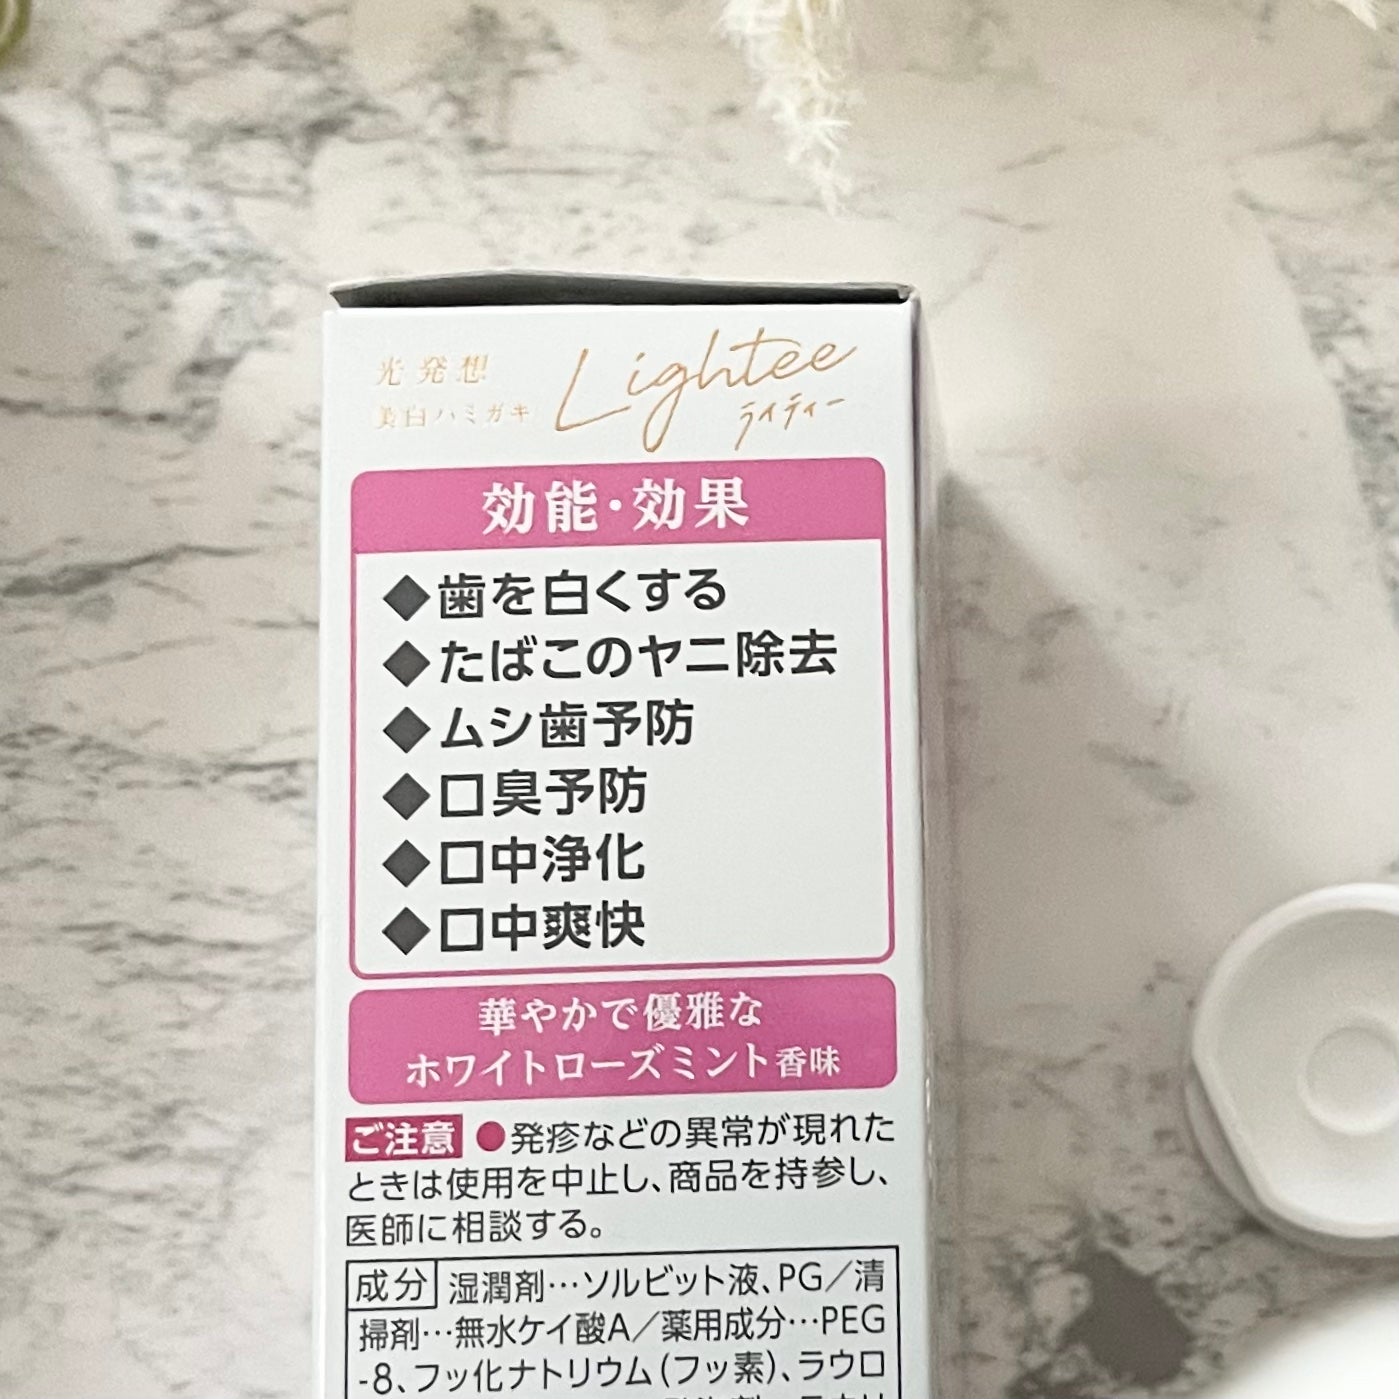 光発想
美白ハミガキ
Lightee
ライティー
効能・効果
◆歯を白くする
◆たばこのヤニ除去
◆ムシ歯予防
◆口臭予防
◆口中浄化
◆口中爽快
華やかで優雅な
ホワイトローズミント香味
ご注意 ●発疹などの異常が現れた
ときは使用を中止し、商品を持参し、
医師に相談する。
成分 湿潤剤…ソルビット液、PG/清
掃剤…無水ケイ酸A/薬用成分…PEG
-8、フッ化ナトリウム(フッ素)、ラウロ